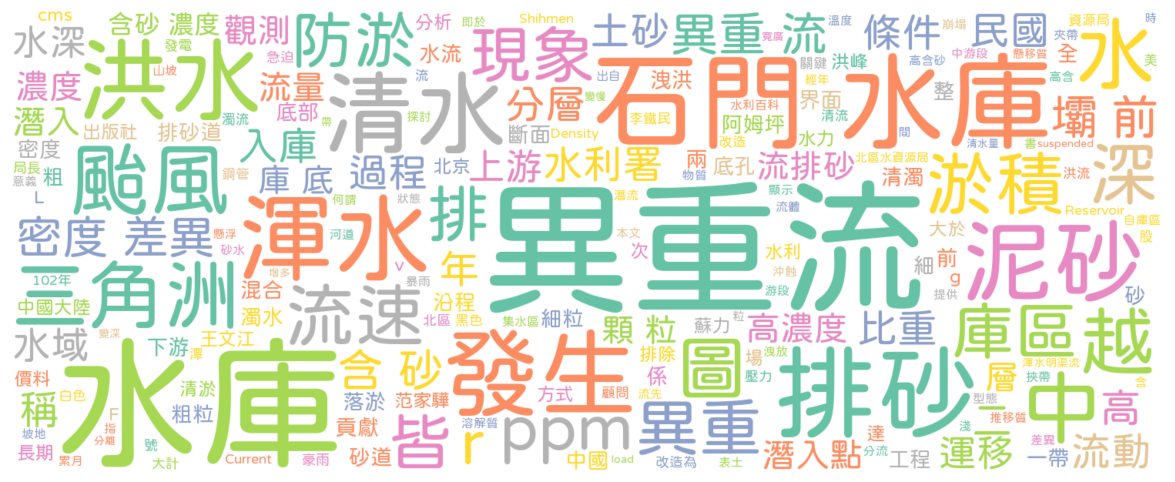 cms
含砂 濃度
觀測
防淤
分析
即於
Shihmen
土砂
異重 流
溫度
條件
崩塌
民國
資源局
夾帶
時
水深
洪水
發電
急迫
水流
現象
寬廣
關鍵
洪峰
中游段
懸移質
全
水
美
濃度
山坡
流量
清水
流
分層
石門 水庫
洩洪
經年
高含砂
高含
整
壩 前
潛入
出版社
排砂道
底部
濁流
帶
探討
變慢
出自
水利百科
界面
清流
Density
李鐵民
改造
阿姆坪
水力
間
清水量
書
suspended
密度
颱風
入庫
斷面
局長
意義
粗
L
鋼管
庫 底
過程
北京
上游
水利署
兩
物質
底孔
流排砂
北區水資源局
清濁
洪流
淤積
深
何謂
狀態
排
異重流
潛流
顯示
流體
本文
Reservoir
自庫區
股
密度 差異
懸浮
砂水
渾水
河道
次
水利
大於
前
泥砂
三角洲
102年
中國大陸
增多
混合
v
暴雨
年
沖蝕
游段
細
g
提供
砂
水域
變深
濁水
流速
沿程
北區
黑色
集水區
細粒
顆 粒
蘇力
粒
高濃度
比重
庫區
越
下游
王文江
潭
水庫
含 砂
發生
圖
排除
係
場
洩放
壓力
排砂
層
一
中
渾水明渠流
挾帶
含
價料
白色
清淤
落淤
范家驊
方式
顧問
流先
型態
推移質
高
稱
F
指
粗粒
貢獻
皆
r
ppm
異重
淺
坡地
分離
號
長期
累月
大計
Current
豪雨
砂道
溶解質
中國
load
改造為
表土
潛入點
達
分流
工程
運移
差異
一帶
流動